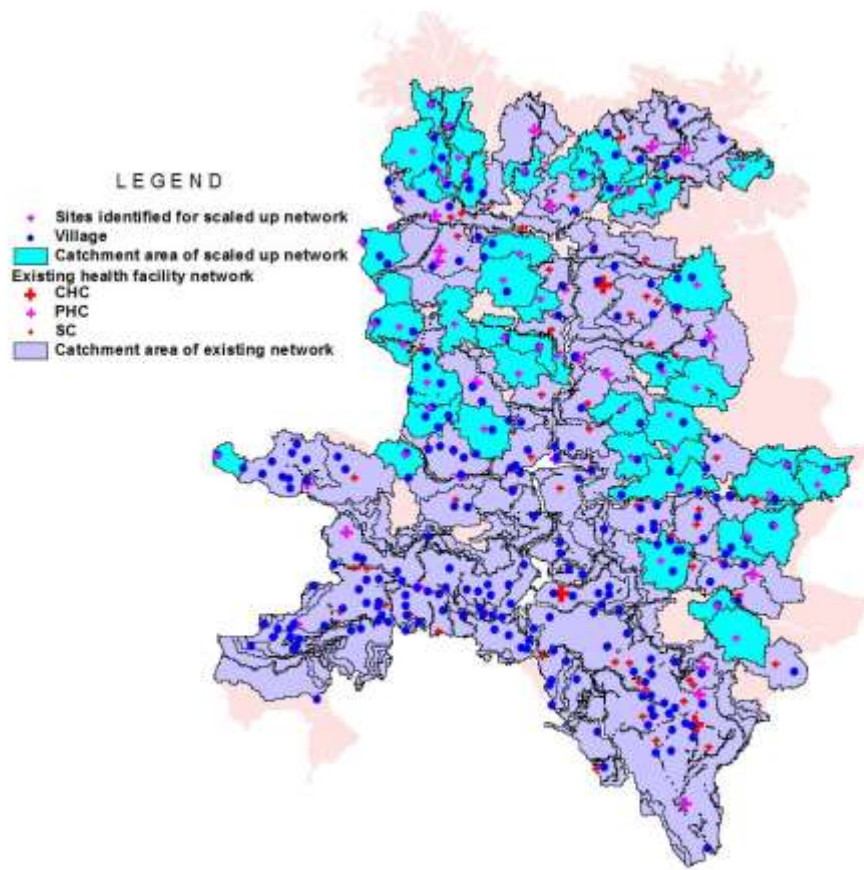 LEGEND
Sites identified for scaled up network
Village
Catchment area of scaled up network
Existing health facility network
CHC
PHC
SC
Catchment area of existing network